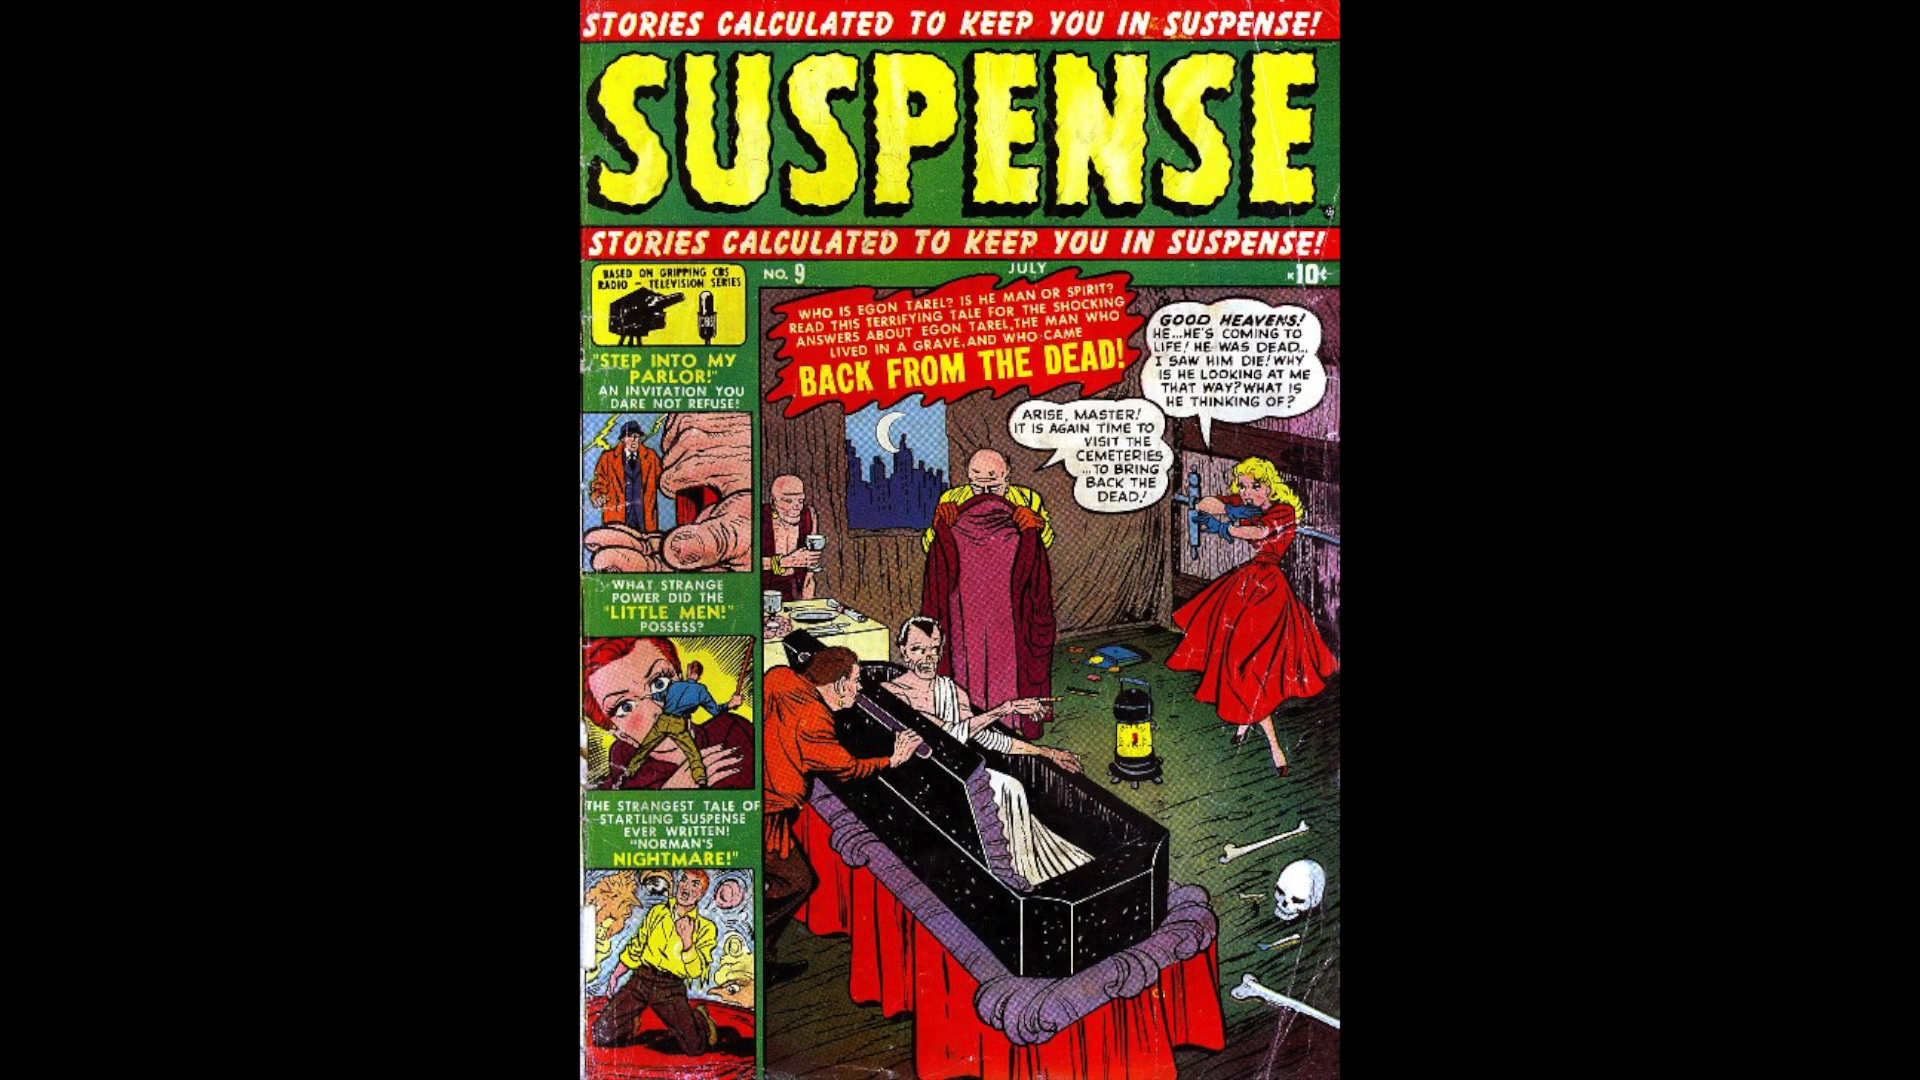 STORIES CALCULATED TO KEEP YOU IN SUSPENSE!
SUSPENSE
STORIES CALCULATED TO KEEP YOU IN SUSPENSE!
BASED ON GRIPPING CBS
RADIO – TELEVISION SERIES
CBS
NO. 9
JULY
10¢
"STEP INTO MY
PARLOR!"
AN INVITATION YOU
DARE NOT REFUSE!
WHAT STRANGE
POWER DID THE
"LITTLE MEN!"
POSSESS?
THE STRANGEST TALE OF
STARTLING SUSPENSE
EVER WRITTEN!
"NORMAN'S
NIGHTMARE!"
WHO IS EGON TAREL? IS HE MAN OR SPIRIT?
READ THIS TERRIFYING TALE FOR THE SHOCKING
ANSWERS ABOUT EGON TAREL, THE MAN WHO
LIVED IN A GRAVE, AND WHO CAME
BACK FROM THE DEAD!
ARISE, MASTER!
IT IS AGAIN TIME TO
VISIT THE
CEMETERIES
...TO BRING
BACK THE
DEAD!
GOOD HEAVENS!
HE...HE'S COMING TO
LIFE! HE WAS DEAD...
I SAW HIM DIE! WHY
IS HE LOOKING AT ME
THAT WAY? WHAT IS
HE THINKING OF?